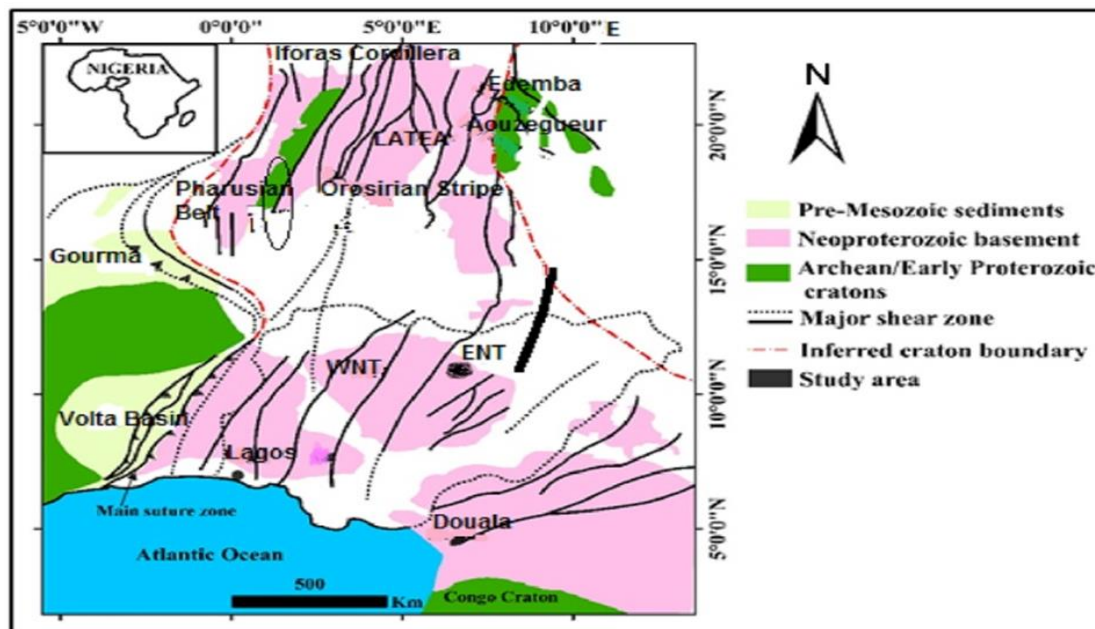 5°0'0"W 0°0'0" 5°0'0"E 10°0'0" E
NIGERIA
Iforas Cordillera
Edemba
Aouzegueur
LATEA
Pharusian
Belt
Orosirian Stripe
Gourma
WNT
ENT
Volta Basin
Lagos
Main suture zone
Douala
Atlantic Ocean
500
Km
Congo Craton
20°0'0"N
15°0'0"N
10°0'0"N
5°0'0"N
N
Pre-Mesozoic sediments
Neoproterozoic basement
Archean/Early Proterozoic
cratons
Major shear zone
Inferred craton boundary
Study area